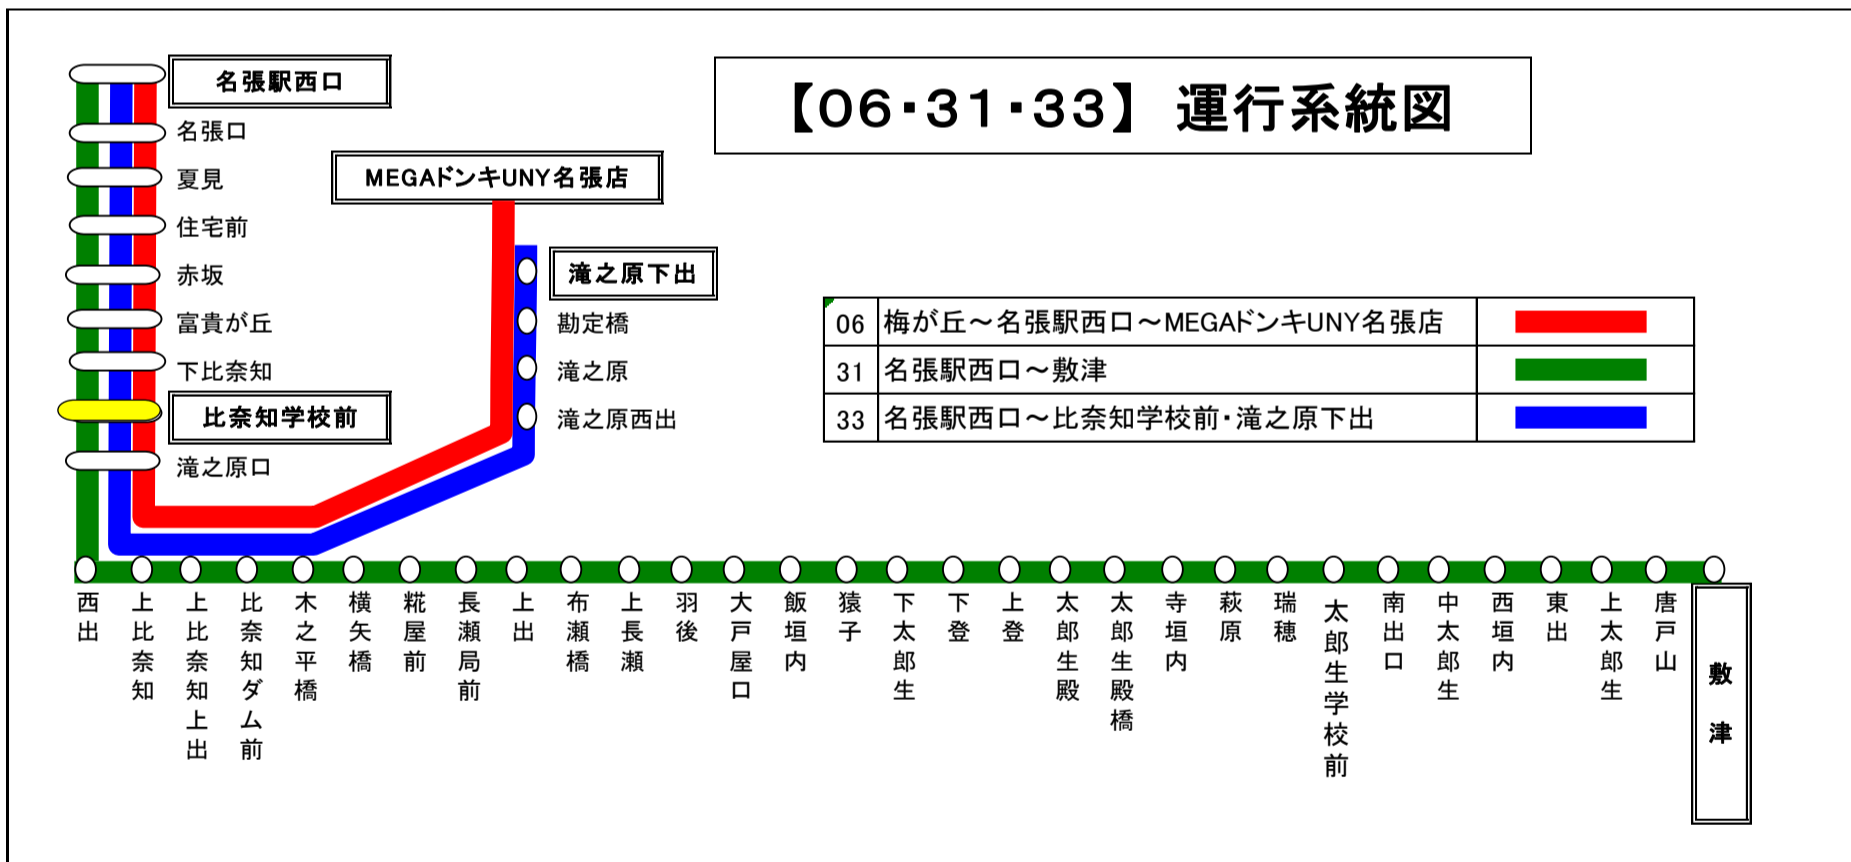 【06・31・33】 運行系統図
名張駅西口
名張口
夏見
住宅前
赤坂
富貴が丘
下比奈知
比奈知学校前
滝之原口
MEGAドンキUNY名張店
滝之原下出
勘定橋
滝之原
滝之原西出
06 梅が丘～名張駅西口～MEGAドンキUNY名張店
31 名張駅西口～敷津
33 名張駅西口～比奈知学校前・滝之原下出
西出
上比奈知
上比奈知上出
比奈知ダム前
木之平橋
横矢橋
糀屋前
長瀬局前
上出
布瀬橋
上長瀬
羽後
大戸屋口
飯垣内
猿子
下太郎生
下登
上登
太郎生殿
太郎生殿橋
寺垣内
萩原
瑞穂
太郎生学校前
南出口
中太郎生
西垣内
東出
上太郎生
唐戸山
敷津